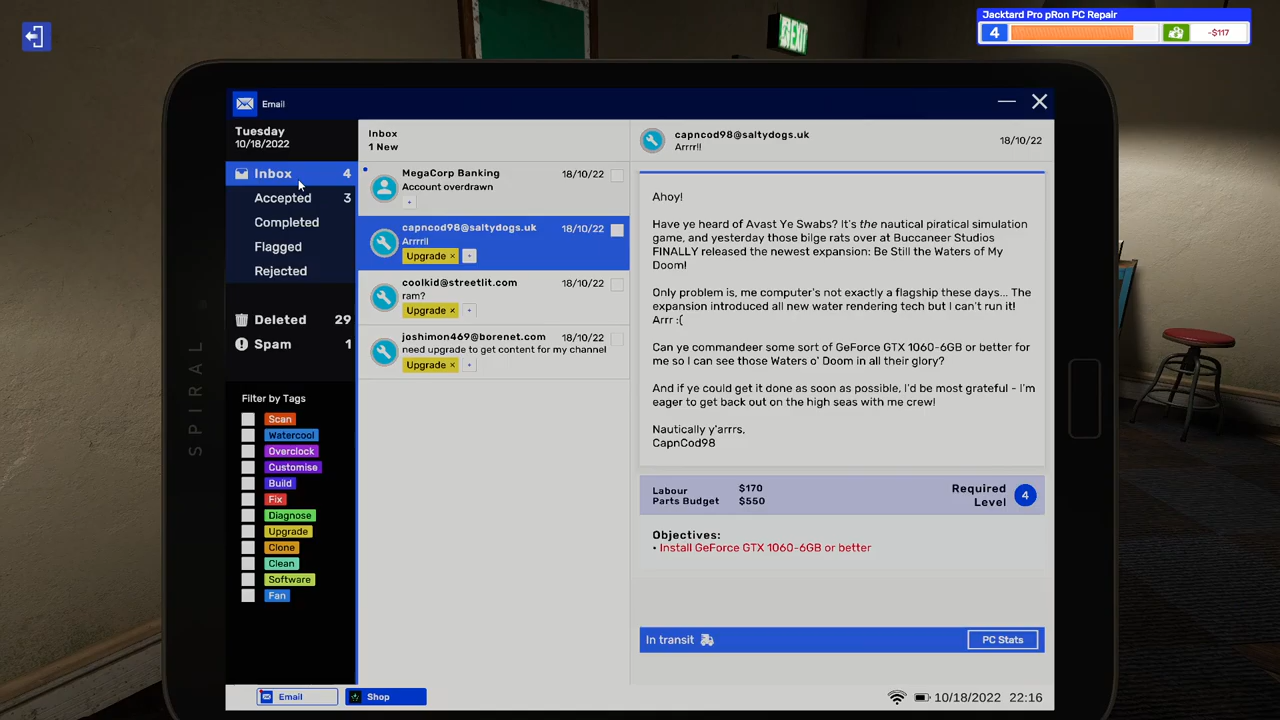 Jacktard Pro pRon PC Repair
4
-$117
EXIT
Email
Tuesday
10/18/2022
Inbox 4
Accepted 3
Completed
Flagged
Rejected
Deleted 29
Spam 1
Filter by Tags
Scan
Watercool
Overclock
Customise
Build
Fix
Diagnose
Upgrade
Clone
Clean
Software
Fan
Inbox
1 New
MegaCorp Banking 18/10/22
Account overdrawn
+
capncod98@saltydogs.uk 18/10/22
Arrr!!
Upgrade × +
coolkid@streetlit.com 18/10/22
ram?
Upgrade × +
joshimon469@borenet.com 18/10/22
need upgrade to get content for my channel
Upgrade × +
capncod98@saltydogs.uk 18/10/22
Arrr!!
Ahoy!
Have ye heard of Avast Ye Swabs? It's the nautical piratical simulation
game, and yesterday those bilge rats over at Buccaneer Studios
FINALLY released the newest expansion: Be Still the Waters of My
Doom!
Only problem is, me computer's not exactly a flagship these days... The
expansion introduced all new water rendering tech but I can't run it!
Arrr :(
Can ye commandeer some sort of GeForce GTX 1060-6GB or better for
me so I can see those Waters o' Doom in all their glory?
And if ye could get it done as soon as possible, I'd be most grateful - I'm
eager to get back out on the high seas with me crew!
Nautically y'arrrs,
CapnCod98
Labour $170
Parts Budget $550
Required
Level 4
Objectives:
• Install GeForce GTX 1060-6GB or better
In transit
PC Stats
SPIRAL
Email
Shop
10/18/2022 22:16